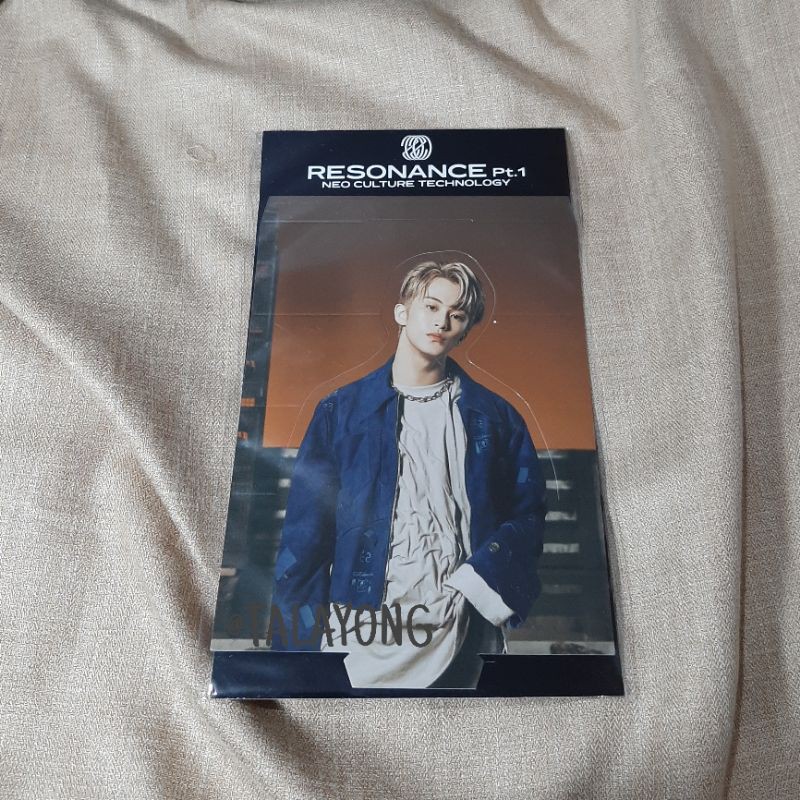 RESONANCE Pt.1
NEO CULTURE TECHNOLOGY
@TALAYONG